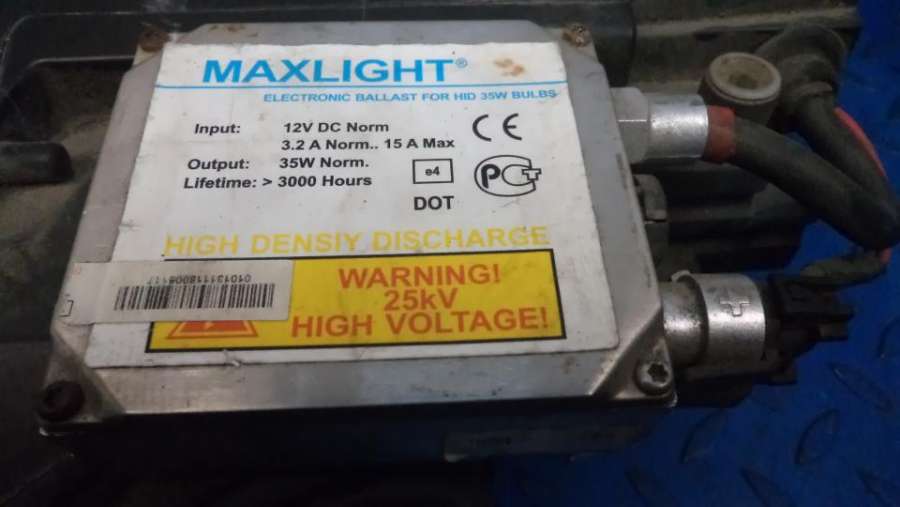 MAXLIGHT®
ELECTRONIC BALLAST FOR HID 35W BULBS
Input: 12V DC Norm
3.2 A Norm.. 15 A Max
Output: 35W Norm.
Lifetime: > 3000 Hours
CE
e4
DOT
РСТ
HIGH DENSIY DISCHARGE
WARNING!
25kV
HIGH VOLTAGE!